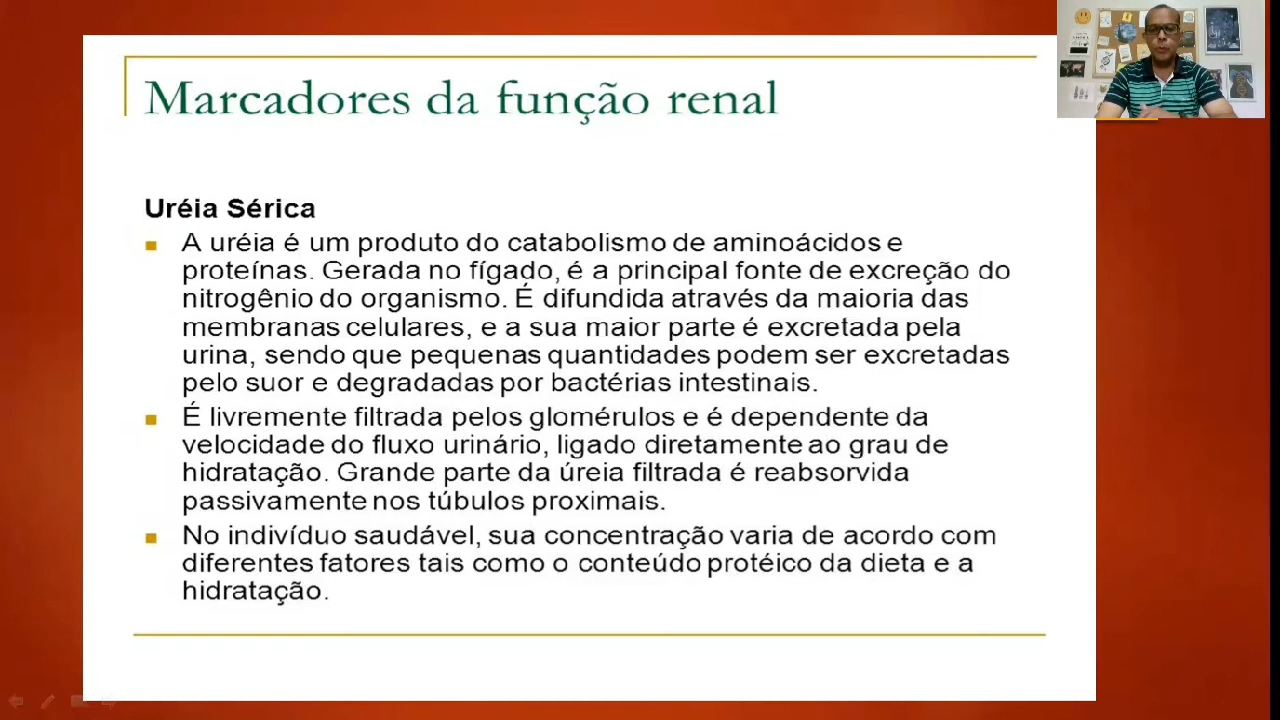 Marcadores da função renal
Uréia Sérica
A uréia é um produto do catabolismo de aminoácidos e
proteínas. Gerada no fígado, é a principal fonte de excreção do
nitrogênio do organismo. É difundida através da maioria das
membranas celulares, e a sua maior parte é excretada pela
urina, sendo que pequenas quantidades podem ser excretadas
pelo suor e degradadas por bactérias intestinais.
É livremente filtrada pelos glomérulos e é dependente da
velocidade do fluxo urinário, ligado diretamente ao grau de
hidratação. Grande parte da úreia filtrada é reabsorvida
passivamente nos túbulos proximais.
No indivíduo saudável, sua concentração varia de acordo com
diferentes fatores tais como o conteúdo protéico da dieta e a
hidratação.